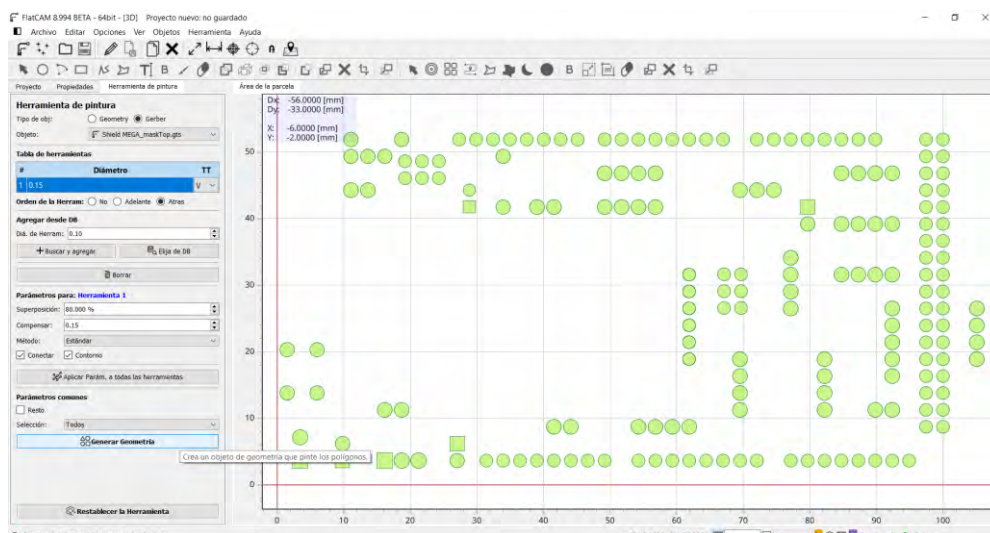 FlatCAM 8.994 BETA - 64bit - [3D] Proyecto nuevo: no guardado
Archivo Editar Opciones Ver Objetos Herramienta Ayuda
Proyecto Propiedades Herramienta de pintura Área de la parcela
Herramienta de pintura
Tipo de obj: Geometry Gerber
Objeto: Shield MEGA_maskTop.gts
Tabla de herramientas
# Diámetro TT
1 0.15 V
Orden de la Herram: No Adelante Atras
Agregar desde DB
Diá. de Herram: 0.10
Buscar y agregar Elija de DB
Borrar
Parámetros para: Herramienta 1
Superposición: 80.000 %
Compensar: 0.15
Método: Estándar
Conectar Contorno
Aplicar Parám. a todas las herramientas
Parámetros comunes
Resto
Selección: Todos
Generar Geometría
Crea un objeto de geometría que pinte los polígonos.
Restablecer la Herramienta
Dx: -56.0000 [mm]
Dy: -33.0000 [mm]
X: -6.0000 [mm]
Y: -2.0000 [mm]
50
40
30
20
10
0
0 10 20 30 40 50 60 70 80 90 100